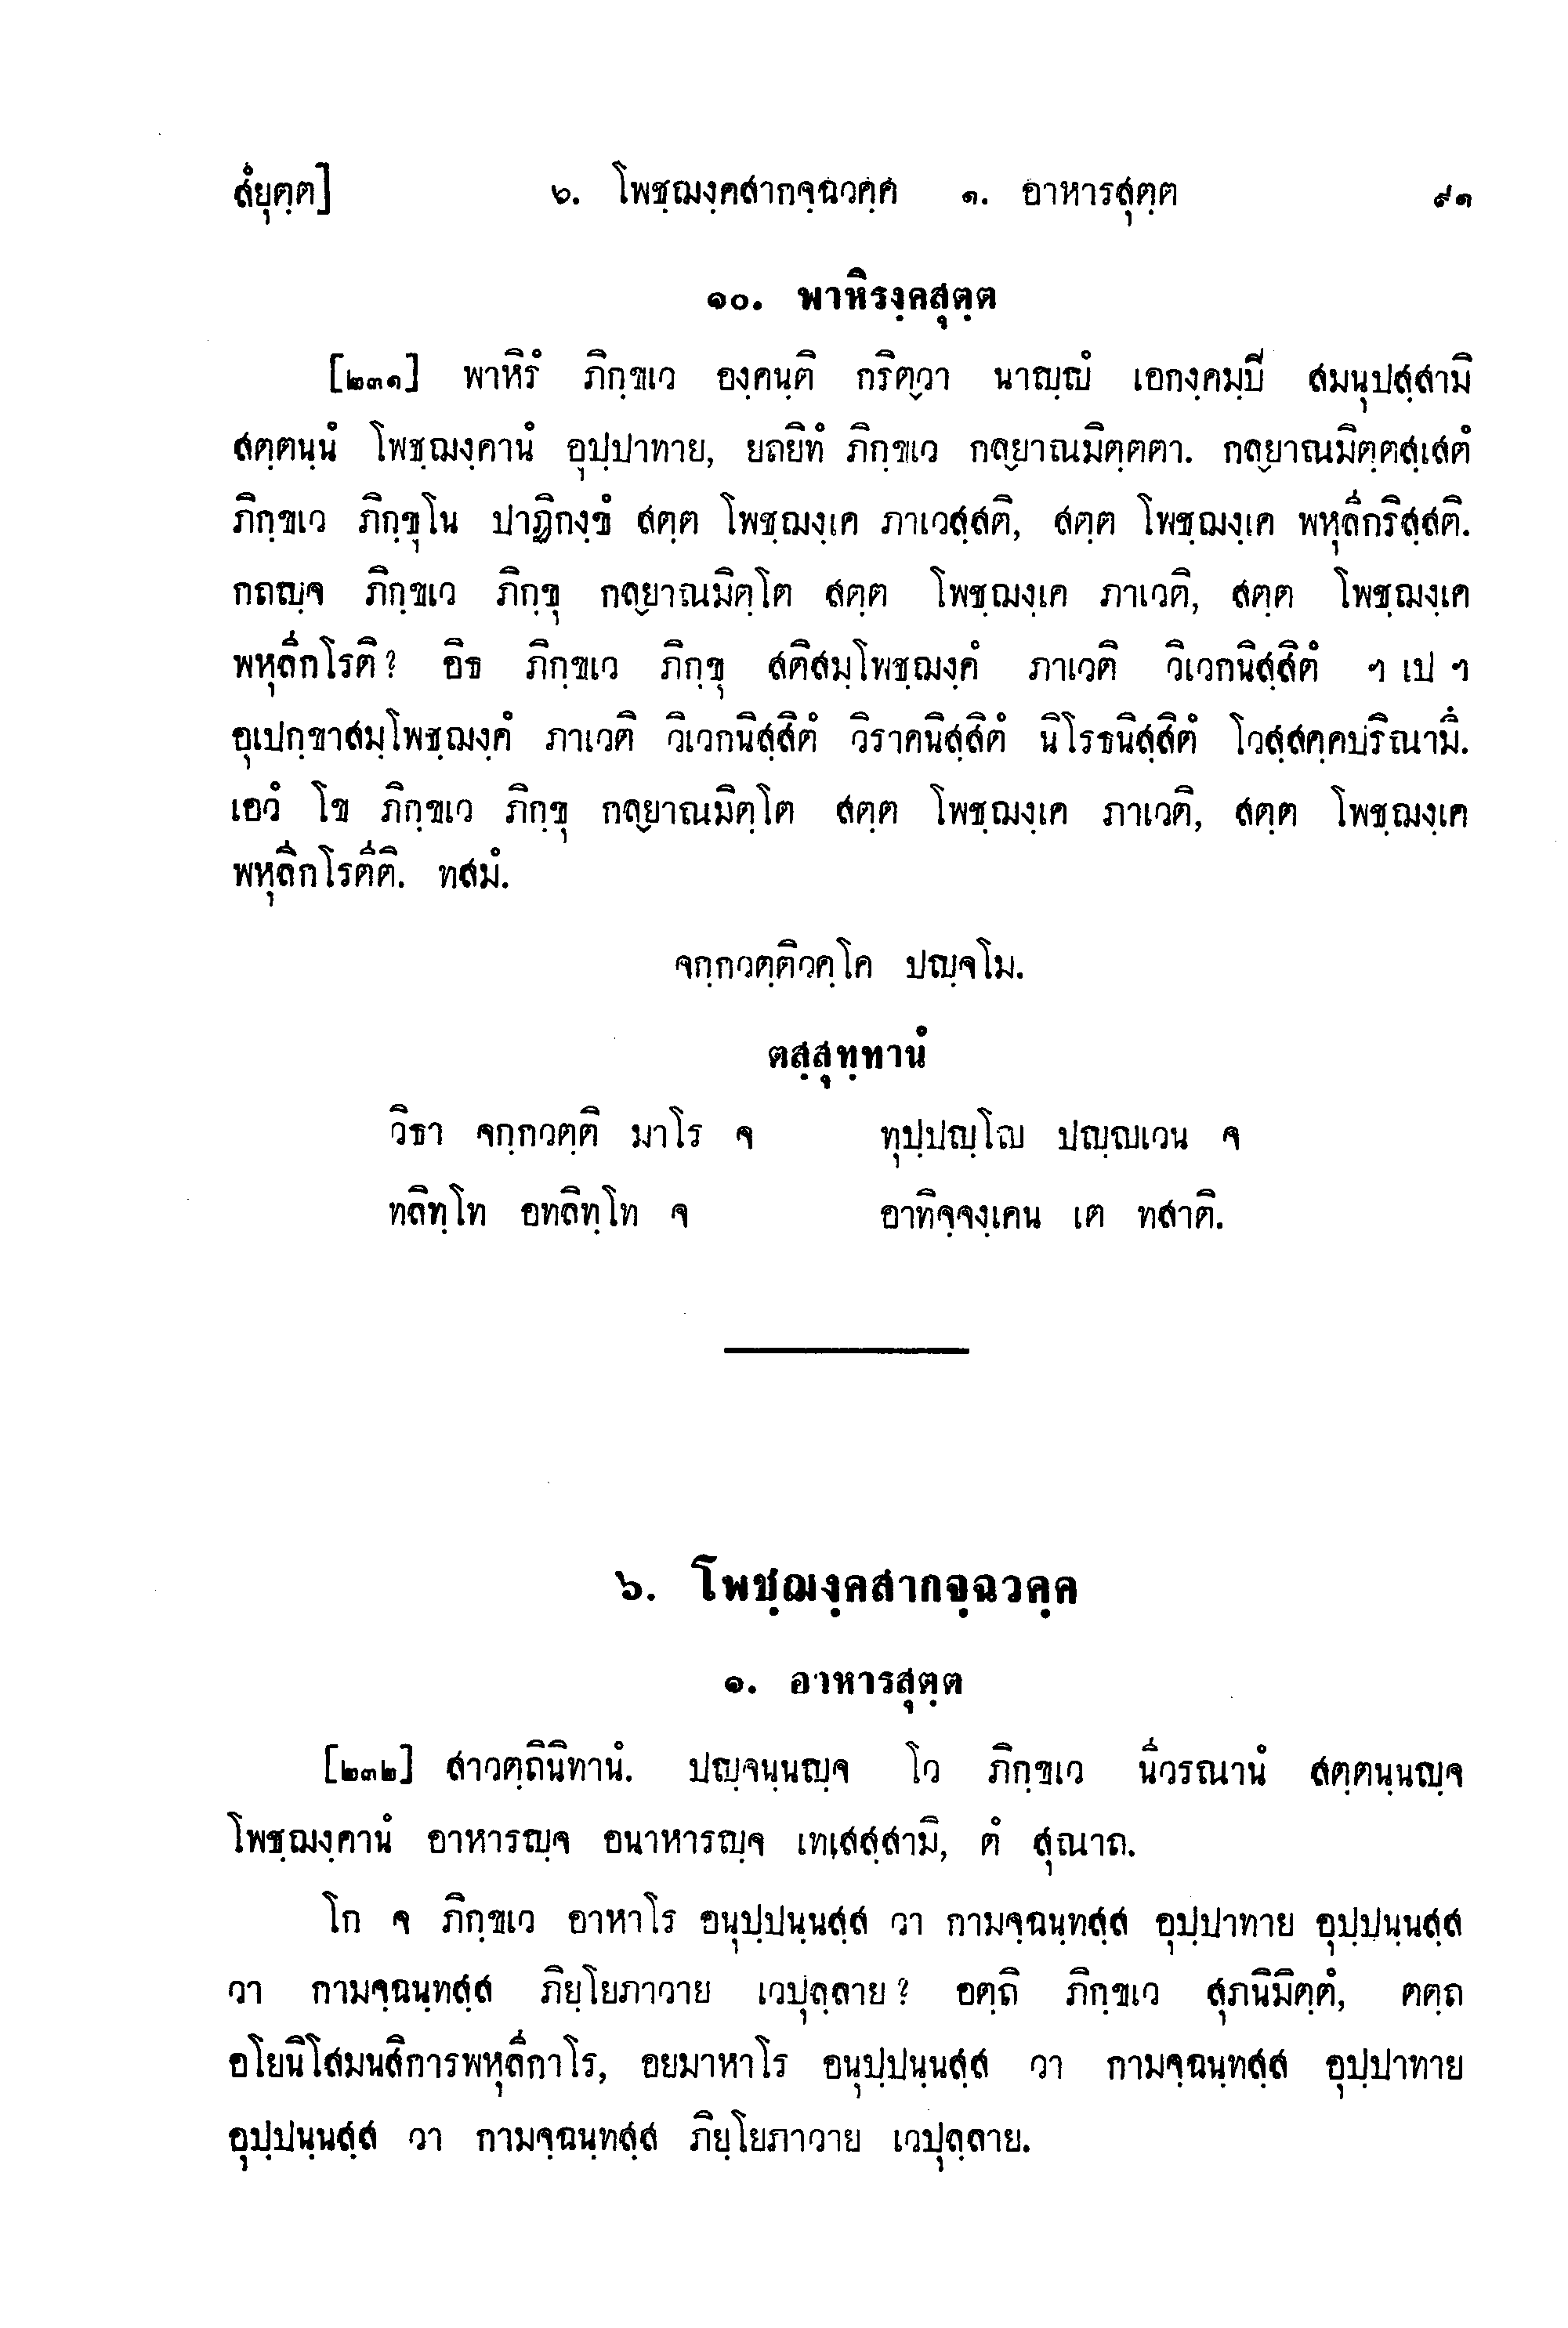 สํยุตฺต] ๖. โพชฺฌงฺคสากจฺฉวคฺค ๑. อาหารสุตฺต ๙๑
๑๐. พาหิรงฺคสุตฺต
[๒๓๑] พาหิรํ ภิกฺขเว องฺคนฺติ กริตฺวา นาญฺญํ เอกงฺคมฺปิ สมนุปสฺสามิ
สตฺตนฺนํ โพชฺฌงฺคานํ อุปฺปาทาย, ยถยิทํ ภิกฺขเว กลฺยาณมิตฺตตา. กลฺยาณมิตฺตสฺเสตํ
ภิกฺขเว ภิกฺขุโน ปาฏิกงฺขํ สตฺต โพชฺฌงฺเค ภาเวสฺสติ, สตฺต โพชฺฌงฺเค พหุลีกริสฺสติ.
กถญฺจ ภิกฺขเว ภิกฺขุ กลฺยาณมิตฺโต สตฺต โพชฺฌงฺเค ภาเวติ, สตฺต โพชฺฌงฺเค
พหุลีกโรติ? อิธ ภิกฺขเว ภิกฺขุ สติสมฺโพชฺฌงฺคํ ภาเวติ วิเวกนิสฺสิตํ ฯ เป ฯ
อุเปกฺขาสมฺโพชฺฌงฺคํ ภาเวติ วิเวกนิสฺสิตํ วิราคนิสฺสิตํ นิโรธนิสฺสิตํ โวสฺสคฺคปริณามึ.
เอวํ โข ภิกฺขเว ภิกฺขุ กลฺยาณมิตฺโต สตฺต โพชฺฌงฺเค ภาเวติ, สตฺต โพชฺฌงฺเค
พหุลีกโรตีติ. ทสมํ.
จกฺกวตฺติวคฺโค ปญฺจโม.
ตสฺสุทฺทานํ
วิธา จกฺกวตฺติ มาโร จ ทุปฺปญฺโญ ปญฺญเวน จ
ทลิทฺโท อทลิทฺโท จ อาทิจฺจงฺเคน เต ทสาติ.
๖. โพชฺฌงฺคสากจฺฉวคฺค
๑. อาหารสุตฺต
[๒๓๒] สาวตฺถินิทานํ. ปญฺจนฺนญฺจ โว ภิกฺขเว นีวรณานํ สตฺตนฺนญฺจ
โพชฺฌงฺคานํ อาหารญฺจ อนาหารญฺจ เทเสสฺสามิ, ตํ สุณาถ.
โก จ ภิกฺขเว อาหาโร อนุปฺปนฺนสฺส วา กามจฺฉนฺทสฺส อุปฺปาทาย อุปฺปนฺนสฺส
วา กามจฺฉนฺทสฺส ภิยฺโยภาวาย เวปุลฺลาย? อตฺถิ ภิกฺขเว สุภนิมิตฺตํ, ตตฺถ
อโยนิโสมนสิการพหุลีกาโร, อยมาหาโร อนุปฺปนฺนสฺส วา กามจฺฉนฺทสฺส อุปฺปาทาย
อุปฺปนฺนสฺส วา กามจฺฉนฺทสฺส ภิยฺโยภาวาย เวปุลฺลาย.